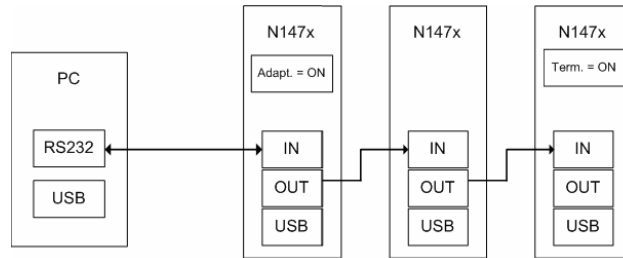 N147x
N147x
N147x
PC
Adapt. = ON
Term. = ON
RS232
IN
IN
IN
USB
OUT
OUT
OUT
USB
USB
USB